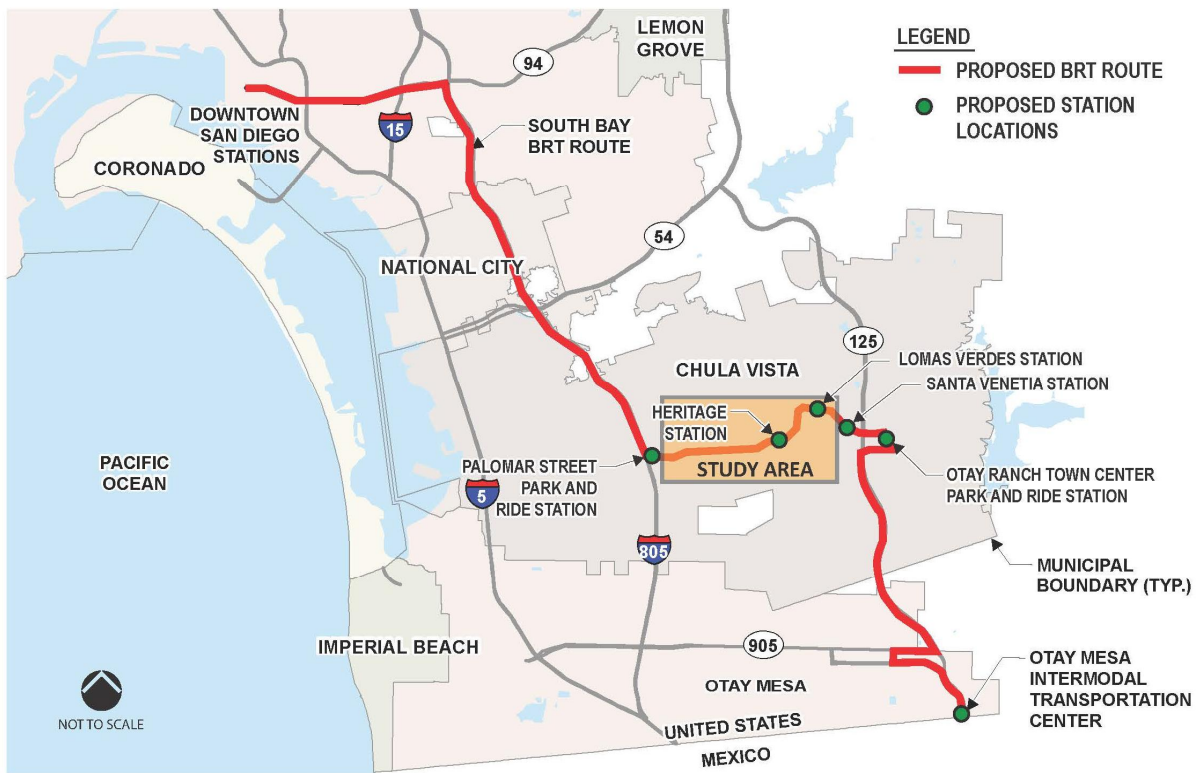 LEMON
GROVE
LEGEND
PROPOSED BRT ROUTE
PROPOSED STATION
LOCATIONS
94
DOWNTOWN
SAN DIEGO
STATIONS
15
SOUTH BAY
BRT ROUTE
CORONADO
54
NATIONAL CITY
125
LOMAS VERDES STATION
CHULA VISTA
SANTA VENETIA STATION
HERITAGE
STATION
PACIFIC
OCEAN
PALOMAR STREET
PARK AND
RIDE STATION
STUDY AREA
OTAY RANCH TOWN CENTER
PARK AND RIDE STATION
5
805
MUNICIPAL
BOUNDARY (TYP.)
IMPERIAL BEACH
905
OTAY MESA
OTAY MESA
INTERMODAL
TRANSPORTATION
CENTER
NOT TO SCALE
UNITED STATES
MEXICO